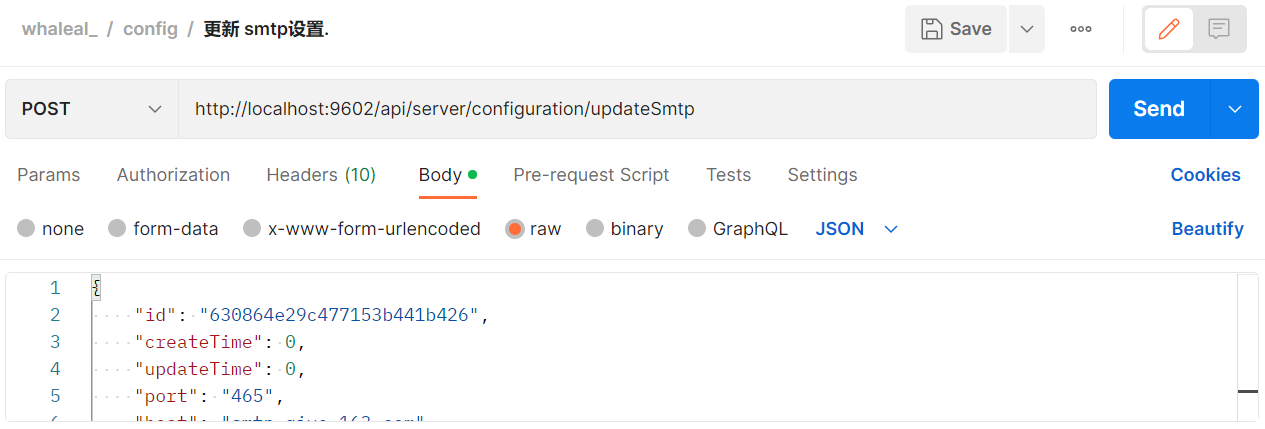 whaleal_ / config / 更新 smtp设置.
Save
POST
http://localhost:9602/api/server/configuration/updateSmtp
Send
Params Authorization Headers (10) Body Pre-request Script Tests Settings Cookies
none form-data x-www-form-urlencoded raw binary GraphQL JSON Beautify
1 {
2 "id": "630864e29c477153b441b426",
3 "createTime": 0,
4 "updateTime": 0,
5 "port": "465",